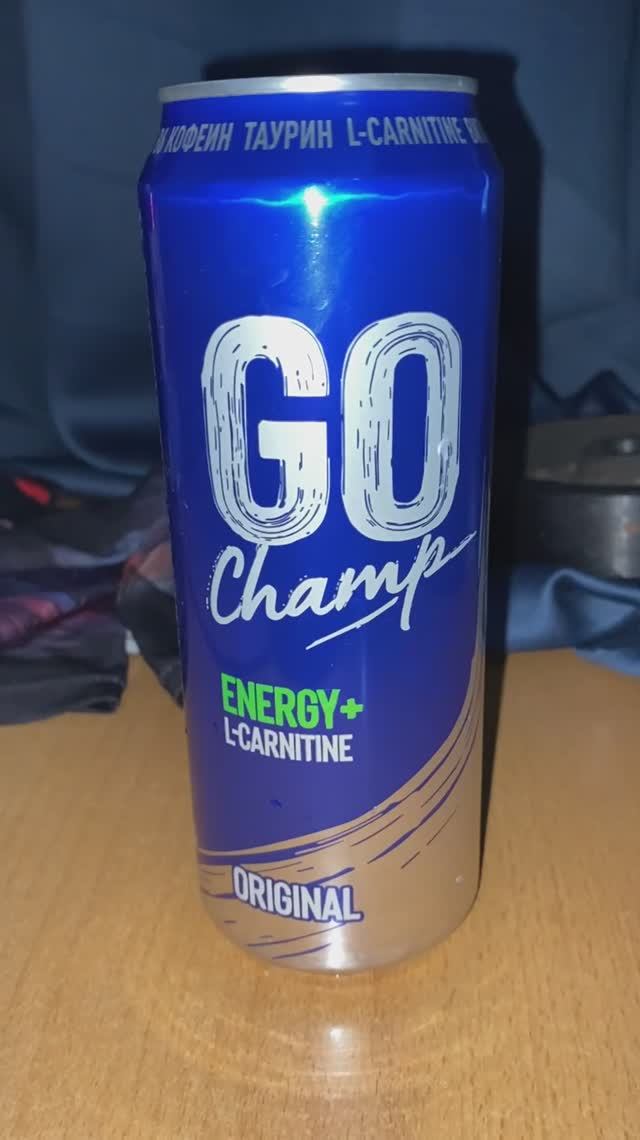 КОФЕИН ТАУРИН L-CARNITINE
GO
Champ
ENERGY+
L-CARNITINE
ORIGINAL